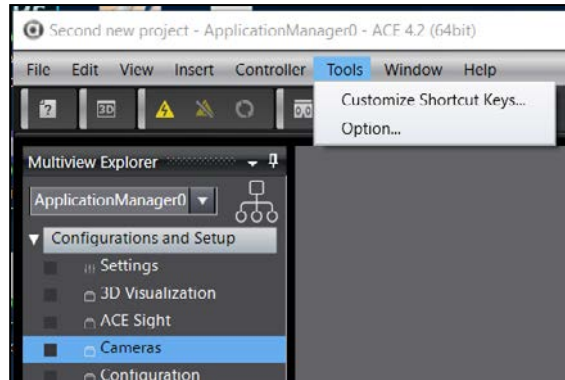 Second new project - ApplicationManager0 - ACE 4.2 (64bit)
File Edit View Insert Controller Tools Window Help
3D
Customize Shortcut Keys...
Option...
Multiview Explorer
ApplicationManager0
Configurations and Setup
Settings
3D Visualization
ACE Sight
Cameras
Configuration